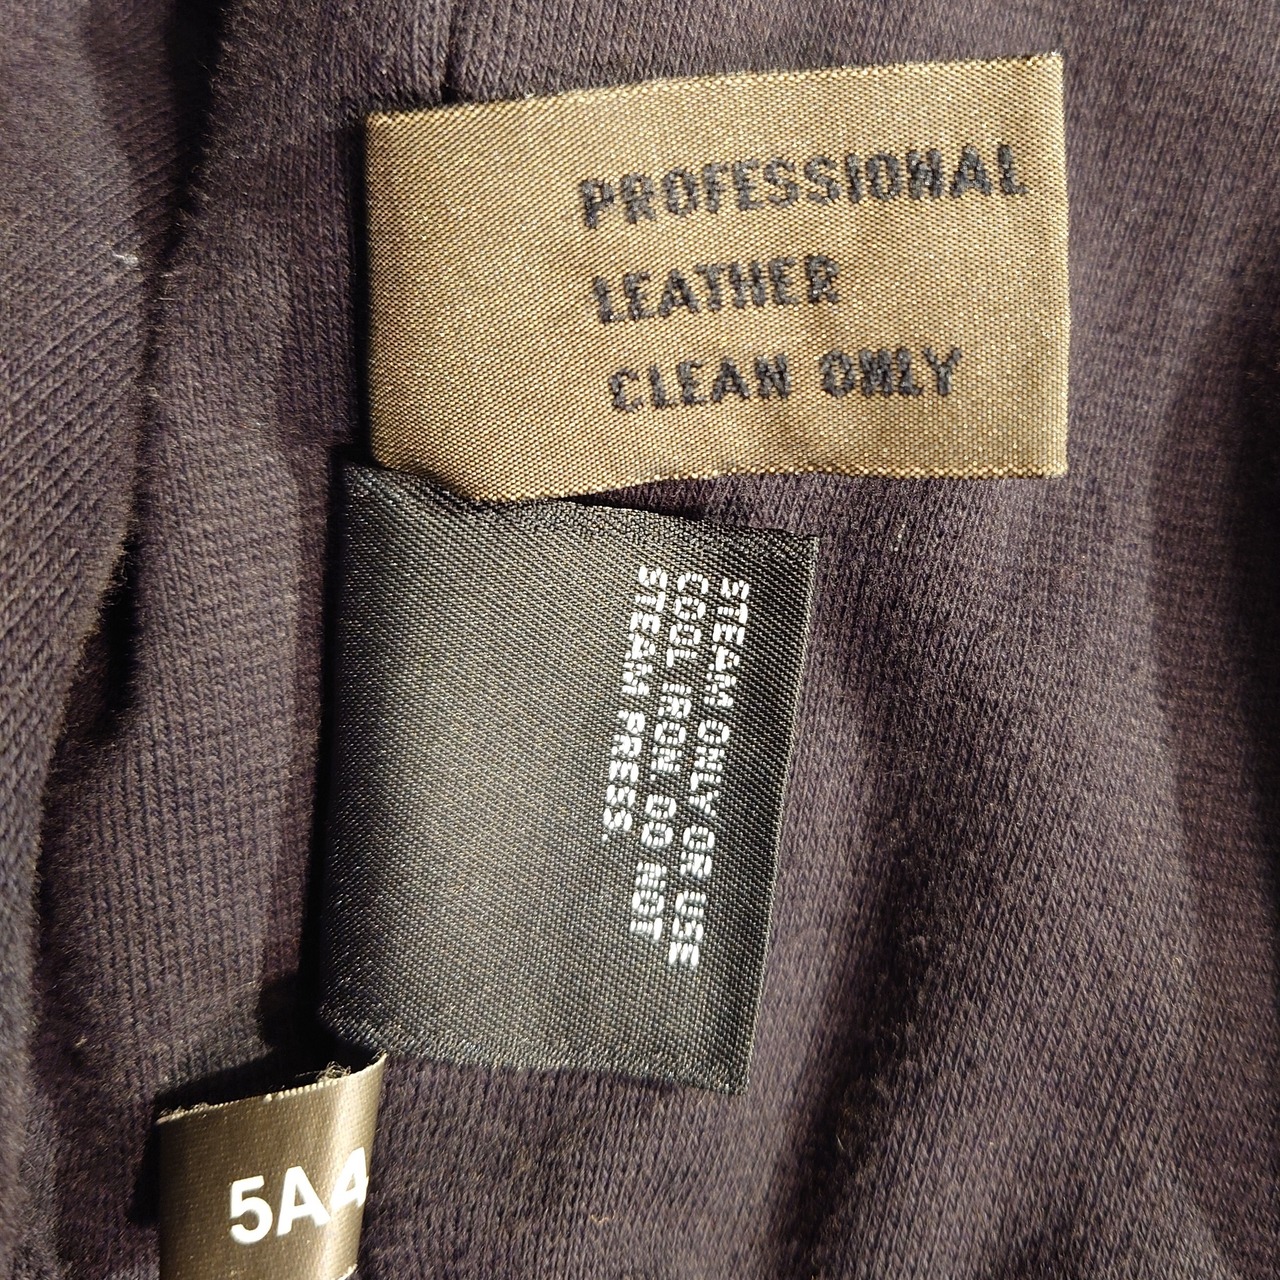 PROFESSIONAL
LEATHER
CLEAN ONLY
STEAM ONLY OR USE
COOL IRON DO NOT
STEAM PRESS
5A4